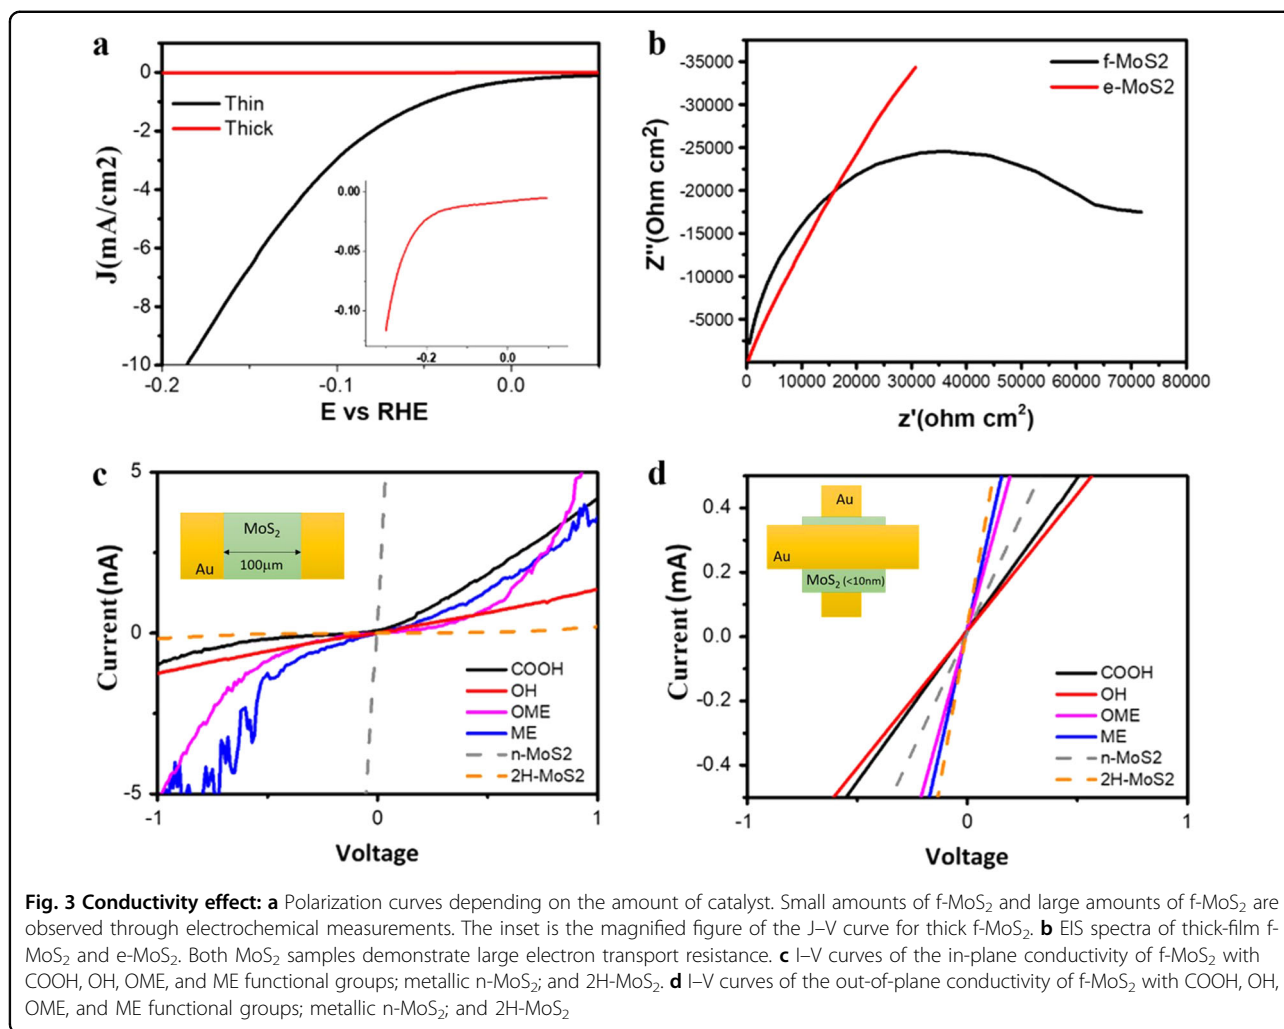 a
0
-2
-4
-6
-8
-10
J(mA/cm2)
Thin
Thick
0.00
-0.05
-0.10
-0.2
0.0
-0.2
-0.1
0.0
E vs RHE
b
-35000
-30000
-25000
-20000
-15000
-10000
-5000
Z''(Ohm cm²)
f-MoS2
e-MoS2
0
10000
20000
30000
40000
50000
60000
70000
80000
z'(ohm cm²)
c
5
0
-5
Current (nA)
MoS₂
100μm
Au
COOH
OH
OME
ME
n-MoS2
2H-MoS2
-1
0
1
Voltage
d
0.4
0.2
0.0
-0.2
-0.4
Current (mA)
Au
Au
MoS₂ (<10nm)
COOH
OH
OME
ME
n-MoS2
2H-MoS2
-1
0
1
Voltage
Fig. 3 Conductivity effect: a Polarization curves depending on the amount of catalyst. Small amounts of f-MoS₂ and large amounts of f-MoS₂ are
observed through electrochemical measurements. The inset is the magnified figure of the J–V curve for thick f-MoS₂. b EIS spectra of thick-film f-
MoS₂ and e-MoS₂. Both MoS₂ samples demonstrate large electron transport resistance. c I–V curves of the in-plane conductivity of f-MoS₂ with
COOH, OH, OME, and ME functional groups; metallic n-MoS₂; and 2H-MoS₂. d I–V curves of the out-of-plane conductivity of f-MoS₂ with COOH, OH,
OME, and ME functional groups; metallic n-MoS₂; and 2H-MoS₂